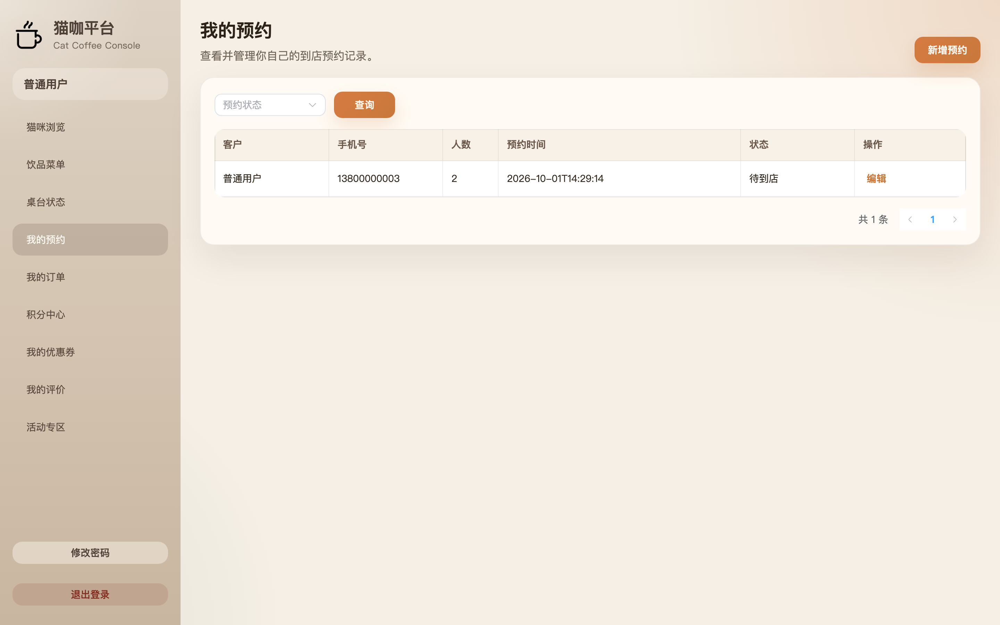 猫咖平台
Cat Coffee Console
普通用户
猫咪浏览
饮品菜单
桌台状态
我的预约
我的订单
积分中心
我的优惠券
我的评价
活动专区
修改密码
退出登录
我的预约
查看并管理你自己的到店预约记录。
新增预约
预约状态 查询
客户 手机号 人数 预约时间 状态 操作
普通用户 13800000003 2 2026-10-01T14:29:14 待到店 编辑
共 1 条 1